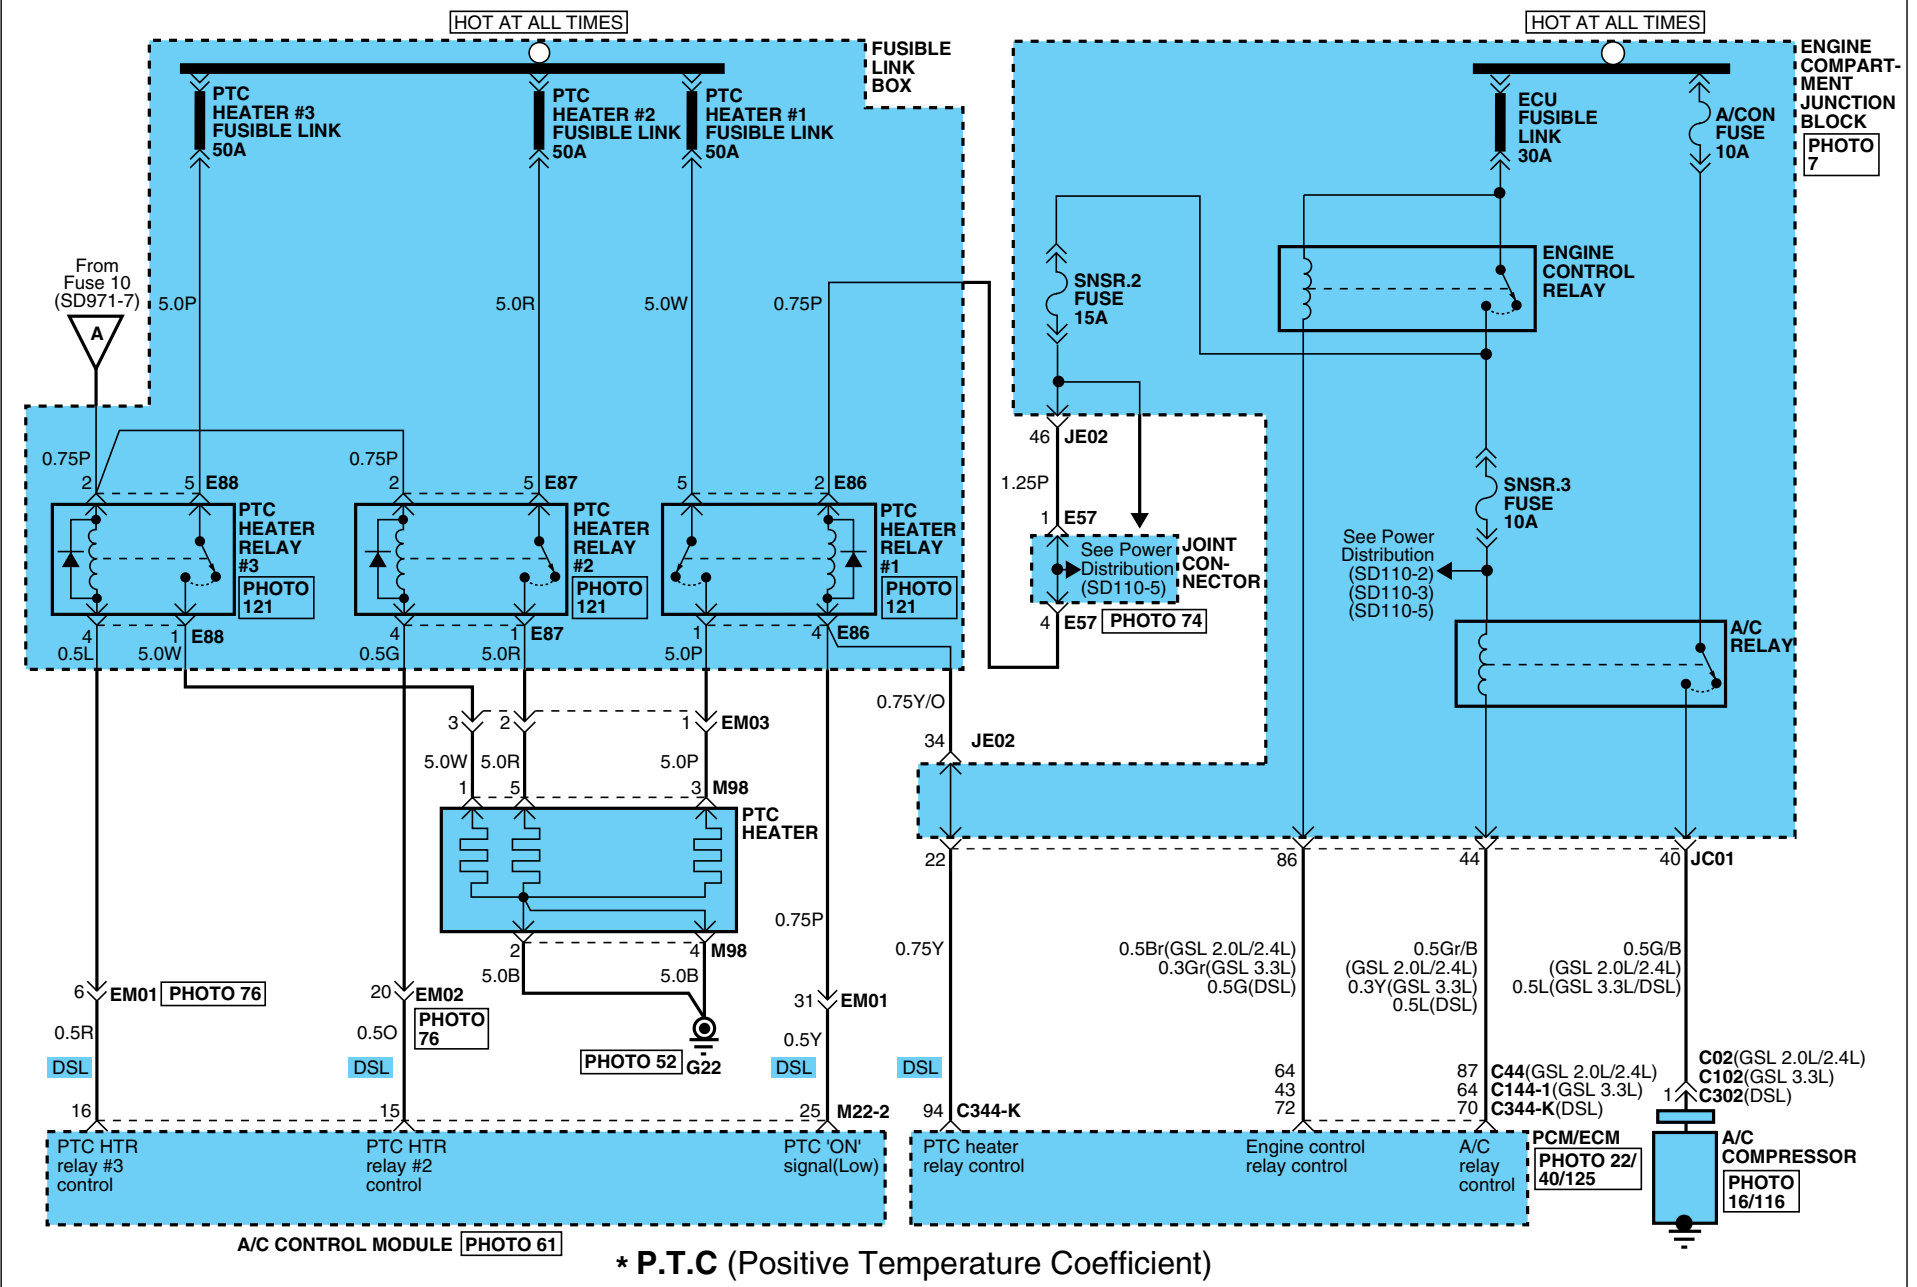 HOT AT ALL TIMES
HOT AT ALL TIMES
FUSIBLE
LINK
BOX
ENGINE
COMPART-
MENT
JUNCTION
BLOCK
PHOTO
7
PTC
HEATER #3
FUSIBLE LINK
50A
PTC
HEATER #2
FUSIBLE LINK
50A
PTC
HEATER #1
FUSIBLE LINK
50A
ECU
FUSIBLE
LINK
30A
A/CON
FUSE
10A
From
Fuse 10
(SD971-7)
A
5.0P
5.0R
5.0W
0.75P
SNSR.2
FUSE
15A
ENGINE
CONTROL
RELAY
46 JE02
1.25P
1 E57
0.75P
0.75P
2 5 E88
2 5 E87
5 2 E86
PTC
HEATER
RELAY
#3
PHOTO
121
PTC
HEATER
RELAY
#2
PHOTO
121
PTC
HEATER
RELAY
#1
PHOTO
121
See Power
Distribution
(SD110-5)
JOINT
CON-
NECTOR
4 E57 PHOTO 74
SNSR.3
FUSE
10A
See Power
Distribution
(SD110-2)
(SD110-3)
(SD110-5)
A/C
RELAY
4 1 E88
4 1 E87
1 4 E86
0.5L 5.0W
0.5G 5.0R
5.0P
0.75Y/O
34 JE02
3 2 1 EM03
5.0W 5.0R 5.0P
1 5 3 M98
PTC
HEATER
22 86 44 40 JC01
0.75P
2 4 M98
5.0B 5.0B
0.75Y
0.5Br(GSL 2.0L/2.4L)
0.3Gr(GSL 3.3L)
0.5G(DSL)
0.5Gr/B
(GSL 2.0L/2.4L)
0.3Y(GSL 3.3L)
0.5L(DSL)
0.5G/B
(GSL 2.0L/2.4L)
0.5L(GSL 3.3L/DSL)
6 EM01 PHOTO 76
20 EM02
PHOTO
76
31 EM01
0.5R
0.5O
0.5Y
PHOTO 52 G22
DSL
DSL
DSL
DSL
64
43
72
87 C44(GSL 2.0L/2.4L)
64 C144-1(GSL 3.3L)
70 C344-K(DSL)
C02(GSL 2.0L/2.4L)
C102(GSL 3.3L)
1 C302(DSL)
16 15 25 M22-2
94 C344-K
PTC HTR
relay #3
control
PTC HTR
relay #2
control
PTC 'ON'
signal(Low)
PTC heater
relay control
Engine control
relay control
A/C
relay
control
PCM/ECM
PHOTO 22/
40/125
A/C
COMPRESSOR
PHOTO
16/116
A/C CONTROL MODULE PHOTO 61
* P.T.C (Positive Temperature Coefficient)